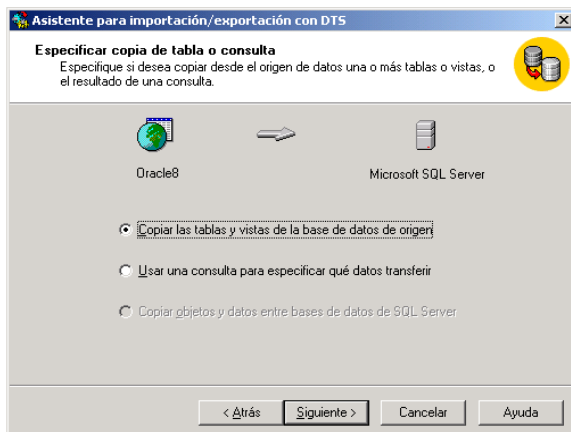 Asistente para importación/exportación con DTS
Especificar copia de tabla o consulta
Especifique si desea copiar desde el origen de datos una o más tablas o vistas, o
el resultado de una consulta.
Oracle8
Microsoft SQL Server
Copiar las tablas y vistas de la base de datos de origen
Usar una consulta para especificar qué datos transferir
Copiar objetos y datos entre bases de datos de SQL Server
< Atrás
Siguiente >
Cancelar
Ayuda